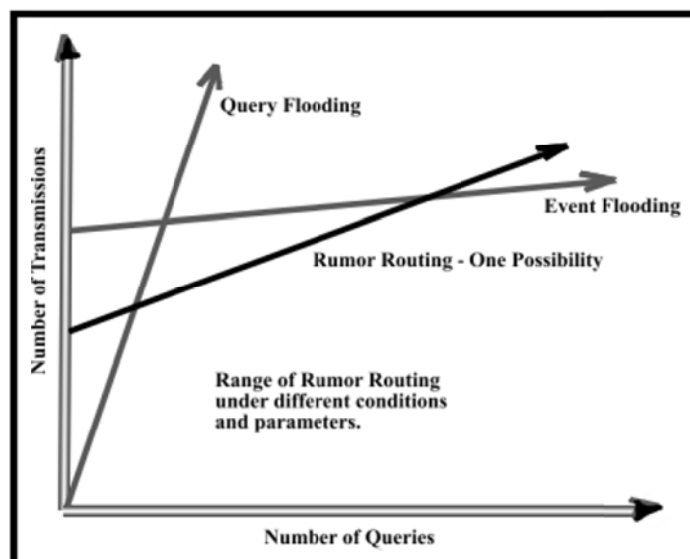 Query Flooding
Event Flooding
Rumor Routing - One Possibility
Number of Transmissions
Range of Rumor Routing
under different conditions
and parameters.
Number of Queries